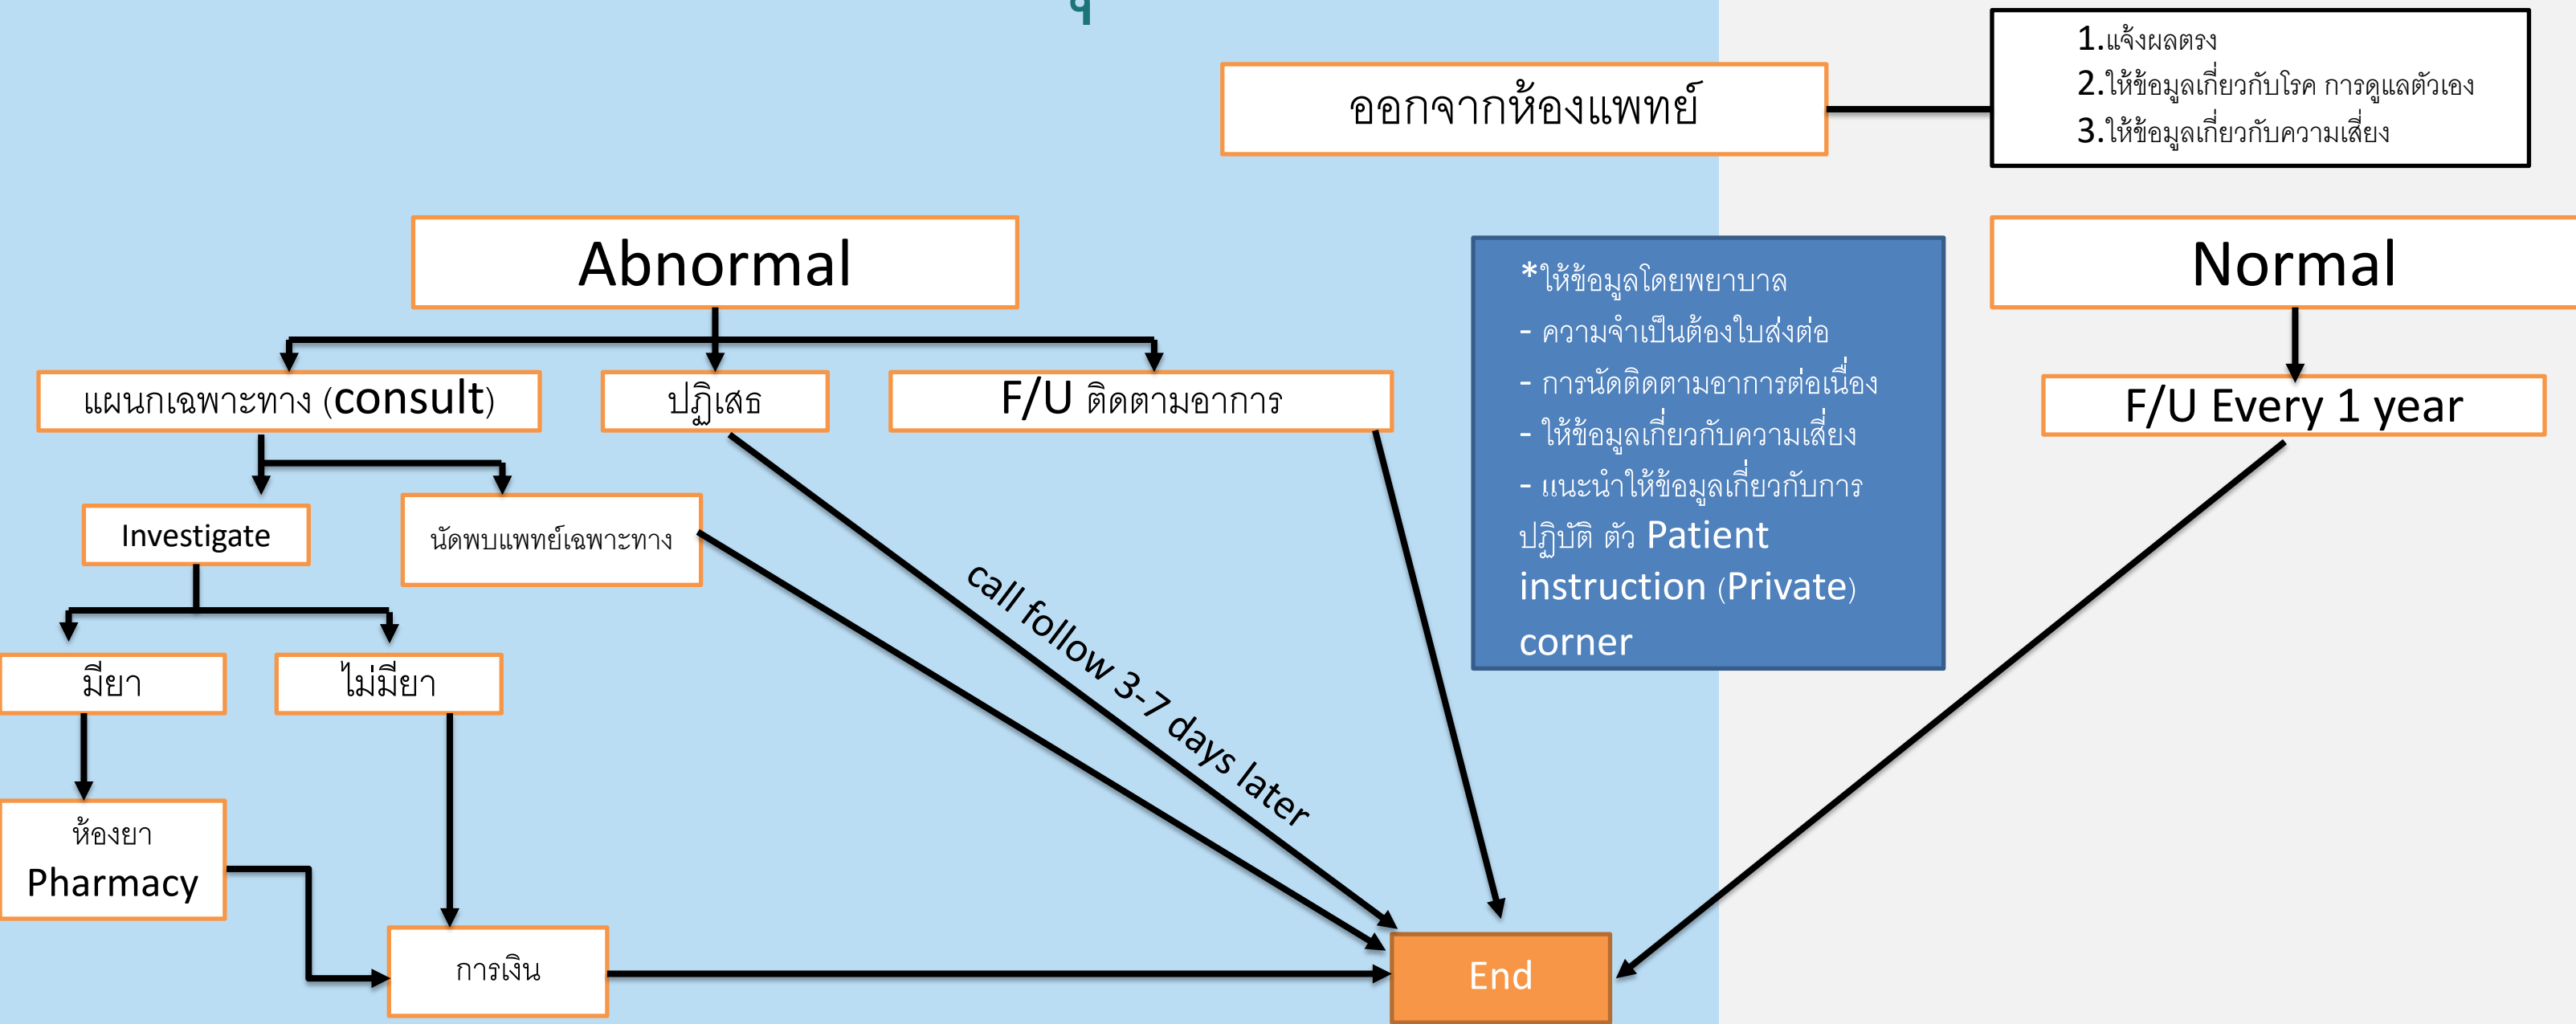 ออกจากห้องแพทย์
1.แจ้งผลตรง
2.ให้ข้อมูลเกี่ยวกับโรค การดูแลตัวเอง
3.ให้ข้อมูลเกี่ยวกับความเสี่ยง
Abnormal
Normal
*ให้ข้อมูลโดยพยาบาล
- ความจำเป็นต้องใบส่งต่อ
- การนัดติดตามอาการต่อเนื่อง
- ให้ข้อมูลเกี่ยวกับความเสี่ยง
- แนะนำให้ข้อมูลเกี่ยวกับการ
ปฏิบัติ ตัว Patient
instruction (Private)
corner
แผนกเฉพาะทาง (consult)
ปฏิเสธ
F/U ติดตามอาการ
F/U Every 1 year
Investigate
นัดพบแพทย์เฉพาะทาง
call follow 3-7 days later
มียา
ไม่มียา
ห้องยา
Pharmacy
การเงิน
End